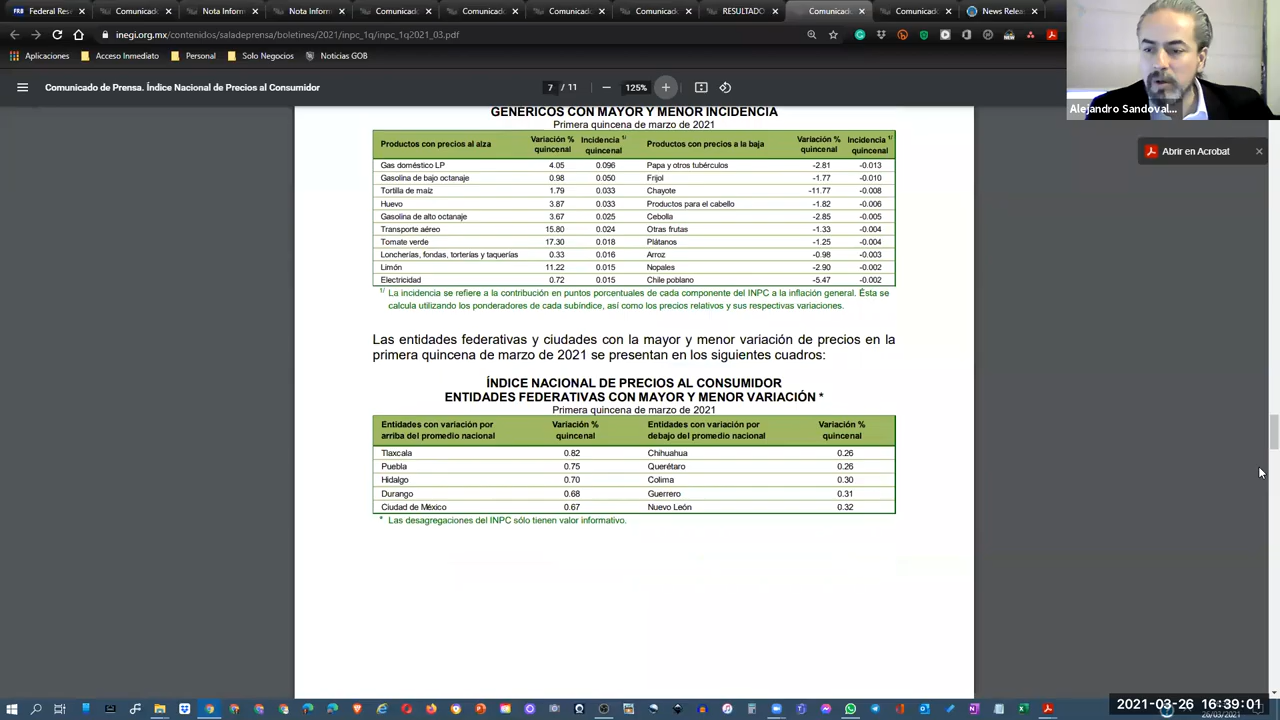 Federal Res
Comunicadc
Nota Inform
Nota Inform
Comunicadc
Comunicadc
Comunicadc
RESULTADO
Comunicadc
Comunicadc
News Relea
inegi.org.mx/contenidos/saladeprensa/boletines/2021/inpc_1q/inpc_1q2021_03.pdf
Aplicaciones
Acceso Inmediato
Personal
Solo Negocios
Noticias GOB
Comunicado de Prensa. Índice Nacional de Precios al Consumidor
7 / 11
125%
Alejandro Sandoval...
Abrir en Acrobat
GENÉRICOS CON MAYOR Y MENOR INCIDENCIA
Primera quincena de marzo de 2021
Productos con precios al alza Variación % quincenal Incidencia 1/ quincenal Productos con precios a la baja Variación % quincenal Incidencia 1/ quincenal
Gas doméstico LP 4.05 0.096 Papa y otros tubérculos -2.81 -0.013
Gasolina de bajo octanaje 0.98 0.050 Frijol -1.77 -0.010
Tortilla de maíz 1.79 0.033 Chayote -11.77 -0.008
Huevo 3.87 0.033 Productos para el cabello -1.82 -0.006
Gasolina de alto octanaje 3.67 0.025 Cebolla -2.85 -0.005
Transporte aéreo 15.80 0.024 Otras frutas -1.33 -0.004
Tomate verde 17.30 0.018 Plátanos -1.25 -0.004
Loncherías, fondas, torterías y taquerías 0.33 0.016 Arroz -0.98 -0.003
Limón 11.22 0.015 Nopales -2.90 -0.002
Electricidad 0.72 0.015 Chile poblano -5.47 -0.002
1/ La incidencia se refiere a la contribución en puntos porcentuales de cada componente del INPC a la inflación general. Ésta se
calcula utilizando los ponderadores de cada subíndice, así como los precios relativos y sus respectivas variaciones.
Las entidades federativas y ciudades con la mayor y menor variación de precios en la
primera quincena de marzo de 2021 se presentan en los siguientes cuadros:
ÍNDICE NACIONAL DE PRECIOS AL CONSUMIDOR
ENTIDADES FEDERATIVAS CON MAYOR Y MENOR VARIACIÓN *
Primera quincena de marzo de 2021
Entidades con variación por arriba del promedio nacional Variación % quincenal Entidades con variación por debajo del promedio nacional Variación % quincenal
Tlaxcala 0.82 Chihuahua 0.26
Puebla 0.75 Querétaro 0.26
Hidalgo 0.70 Colima 0.30
Durango 0.68 Guerrero 0.31
Ciudad de México 0.67 Nuevo León 0.32
* Las desagregaciones del INPC sólo tienen valor informativo.
2021-03-26 16:39:01
26/03/2021